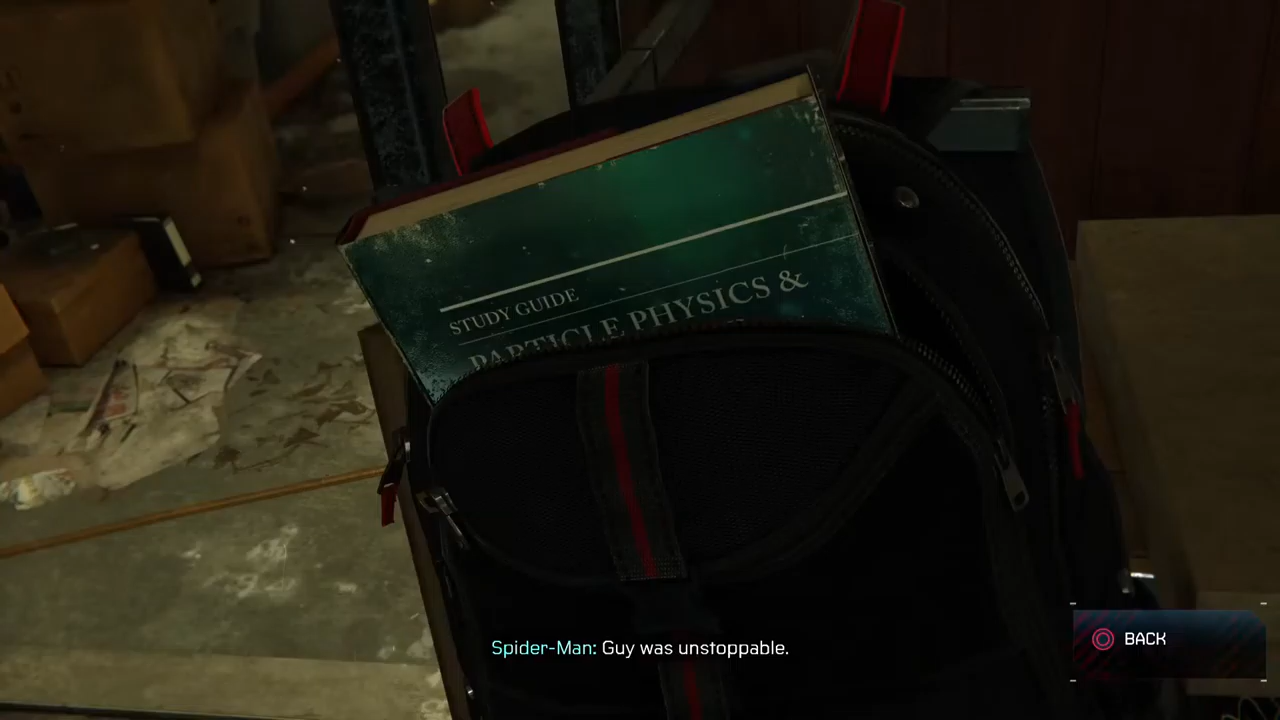 STUDY GUIDE
PARTICLE PHYSICS &
Spider-Man: Guy was unstoppable.
BACK